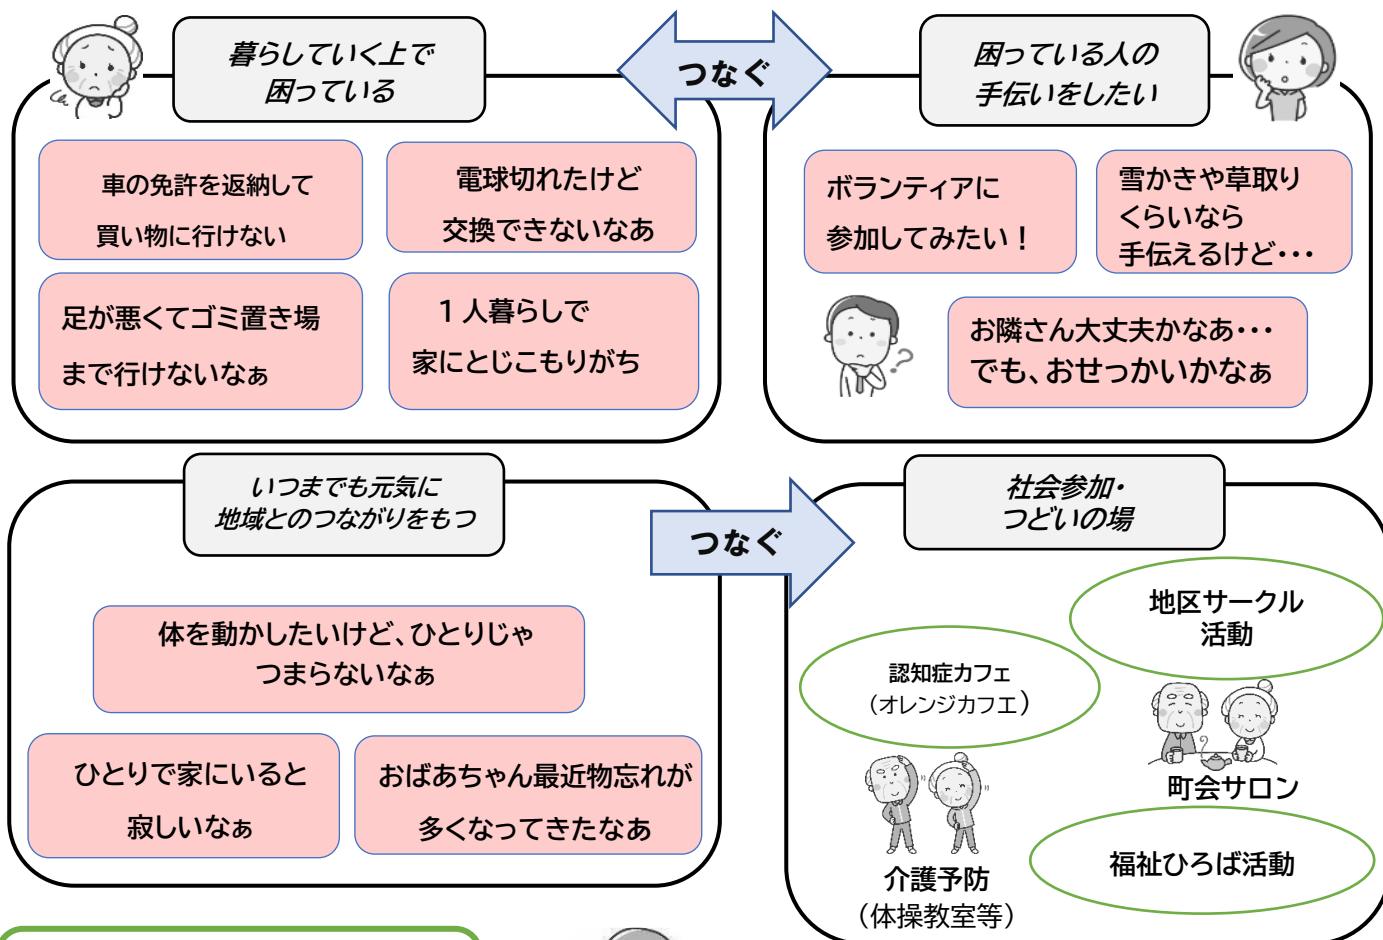 暮らしていく上で
困っている
つなぐ
困っている人の
手伝いをしたい
車の免許を返納して
買い物に行けない
電球切れたけど
交換できないなあ
足が悪くてゴミ置き場
まで行けないなぁ
1人暮らしで
家にとじこもりがち
ボランティアに
参加してみたい！
雪かきや草取り
くらいなら
手伝えるけど・・・
お隣さん大丈夫かなあ・・・
でも、おせっかいかなぁ
いつまでも元気に
地域とのつながりをもつ
つなぐ
社会参加・
つどいの場
体を動かしたいけど、ひとりじゃ
つまらないなぁ
ひとりで家にいると
寂しいなぁ
おばあちゃん最近物忘れが
多くなってきたなあ
地区サークル
活動
認知症カフェ
（オレンジカフェ）
町会サロン
介護予防
（体操教室等）
福祉ひろば活動